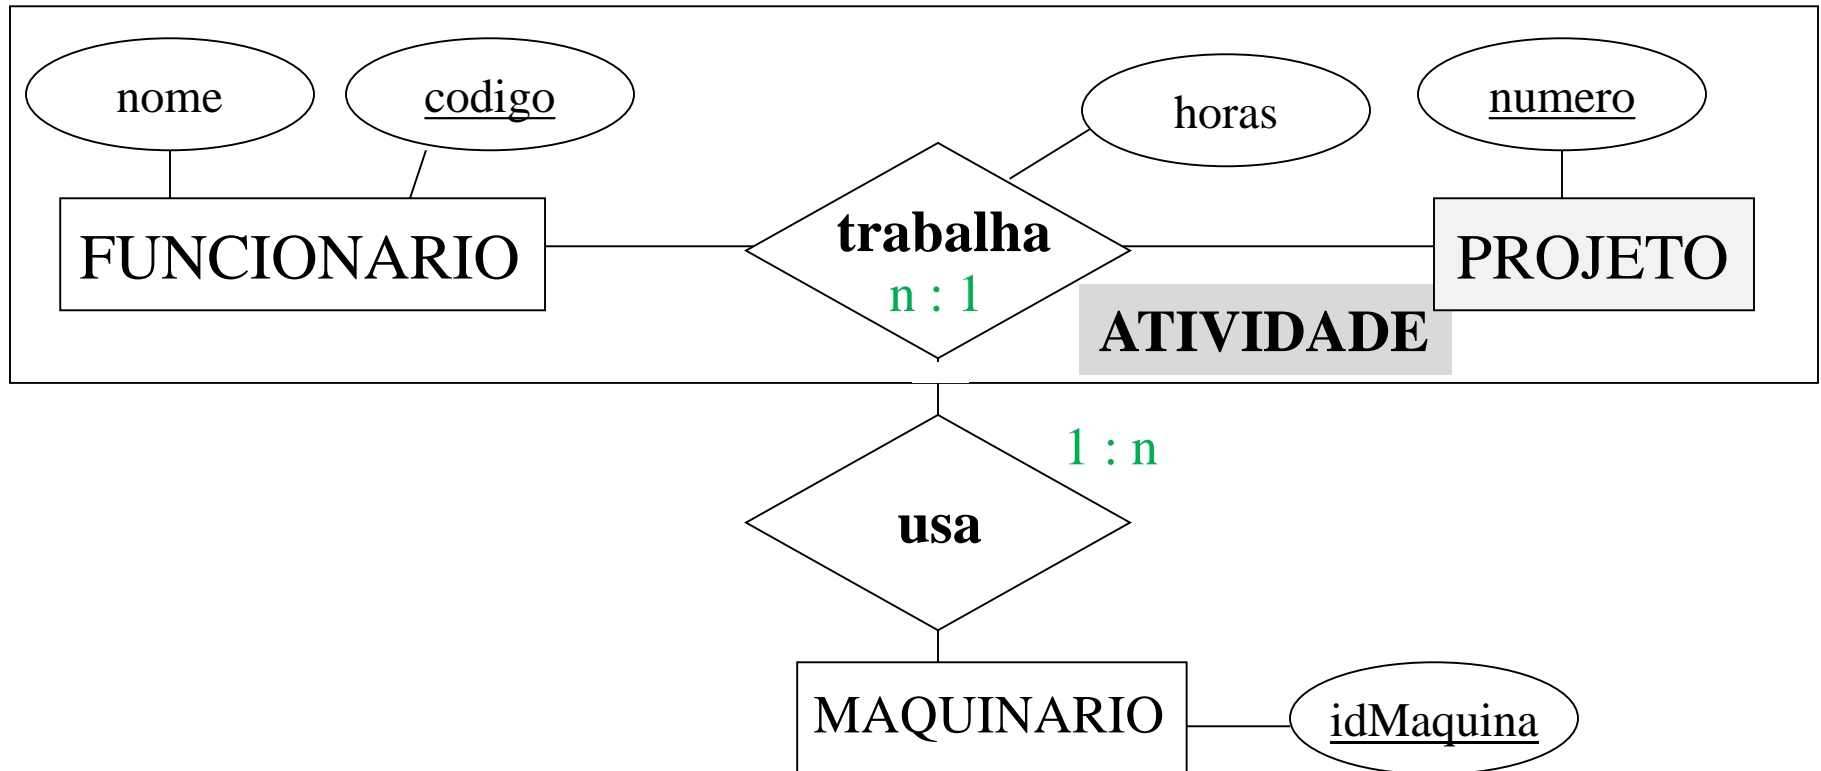 nome
codigo
horas
numero
FUNCIONARIO
trabalha
n : 1
PROJETO
ATIVIDADE
1 : n
usa
MAQUINARIO
idMaquina